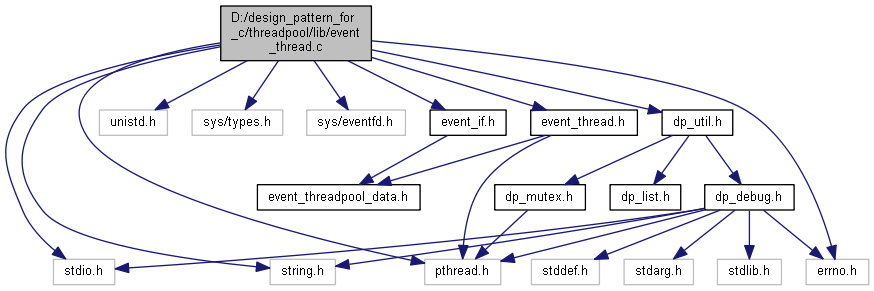 D:/design_pattern_for
_c/threadpool/lib/event
_thread.c
unistd.h
sys/types.h
sys/eventfd.h
event_if.h
event_thread.h
dp_util.h
event_threadpool_data.h
dp_mutex.h
dp_list.h
dp_debug.h
stdio.h
string.h
pthread.h
stddef.h
stdarg.h
stdlib.h
errno.h